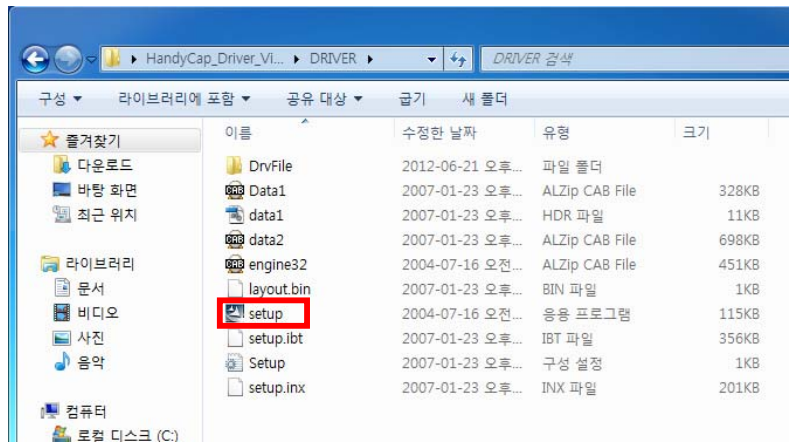 HandyCap_Driver_Vi... ▸ DRIVER ▸ DRIVER 검색
구성 ▼ 라이브러리에 포함 ▼ 공유 대상 ▼ 굽기 새 폴더
이름 수정한 날짜 유형 크기
즐겨찾기
다운로드
바탕 화면
최근 위치
라이브러리
문서
비디오
사진
음악
컴퓨터
로컬 디스크 (C:)
DrvFile 2012-06-21 오후... 파일 폴더
Data1 2007-01-23 오후... ALZip CAB File 328KB
data1 2007-01-23 오후... HDR 파일 11KB
data2 2007-01-23 오후... ALZip CAB File 698KB
engine32 2004-07-16 오전... ALZip CAB File 451KB
layout.bin 2007-01-23 오후... BIN 파일 1KB
setup 2004-07-16 오전... 응용 프로그램 115KB
setup.ibt 2007-01-23 오후... IBT 파일 356KB
Setup 2007-01-23 오후... 구성 설정 1KB
setup.inx 2007-01-23 오후... INX 파일 201KB